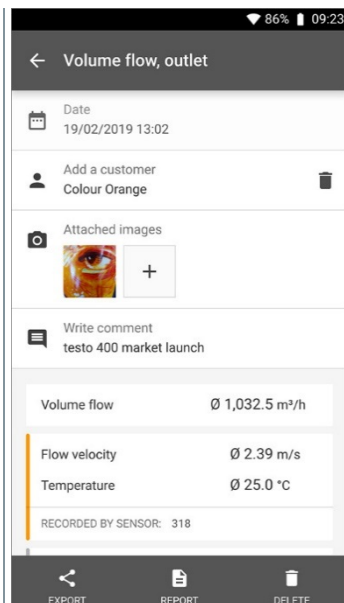 86% 09:23
Volume flow, outlet
Date
19/02/2019 13:02
Add a customer
Colour Orange
Attached images
+
Write comment
testo 400 market launch
Volume flow Ø 1,032.5 m³/h
Flow velocity Ø 2.39 m/s
Temperature Ø 25.0 °C
RECORDED BY SENSOR: 318
EXPORT REPORT DELETE